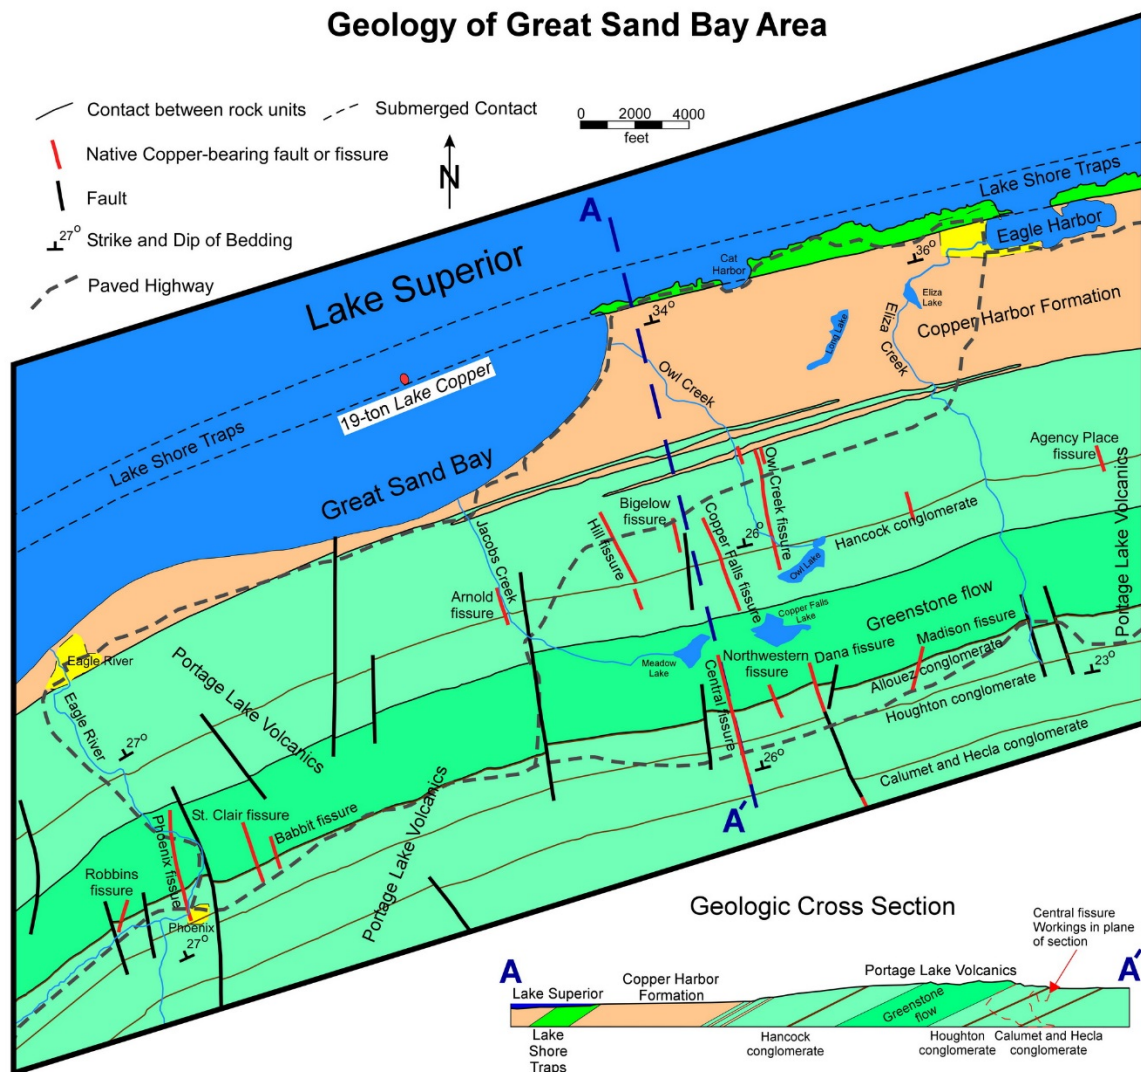 Geology of Great Sand Bay Area
Contact between rock units
Submerged Contact
0 2000 4000
feet
Native Copper-bearing fault or fissure
N
Fault
27°
Strike and Dip of Bedding
Paved Highway
A
Lake Superior
Lake Shore Traps
Eagle Harbor
Cat
Harbor
36°
34°
Eliza
Lake
Eliza Creek
Long Lake
Copper Harbor Formation
Owl Creek
19-ton Lake Copper
Lake Shore Traps
Great Sand Bay
Agency Place
fissure
Bigelow
fissure
Hill fissure
Copper Falls fissure
Owl Creek fissure
26°
Hancock conglomerate
Owl Lake
Portage Lake Volcanics
Jacobs Creek
Arnold
fissure
Greenstone flow
Copper Falls
Lake
Meadow
Lake
Madison fissure
Dana fissure
Northwestern
fissure
Allouez conglomerate
Houghton conglomerate
23°
Central fissure
26°
Calumet and Hecla conglomerate
A′
Eagle River
Eagle River
Portage Lake Volcanics
27°
Portage Lake Volcanics
St. Clair fissure
Babbit fissure
Phoenix fissue
Robbins
fissure
Phoenix
27°
Geologic Cross Section
Central fissure
Workings in plane
of section
A
A′
Lake Superior
Copper Harbor
Formation
Portage Lake Volcanics
Greenstone
flow
Lake
Shore
Traps
Hancock
conglomerate
Houghton
conglomerate
Calumet and Hecla
conglomerate